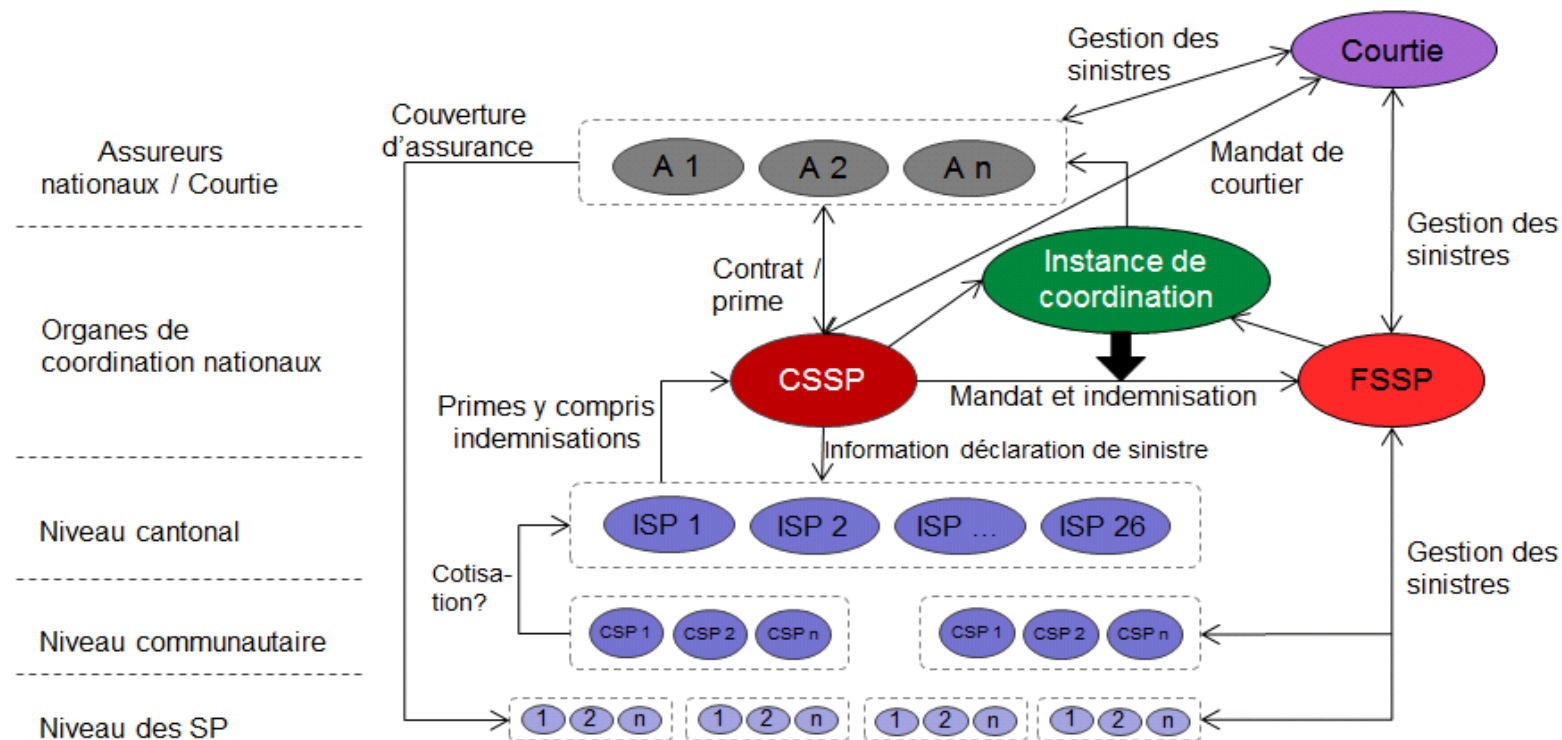 Gestion des
sinistres
Courtie
Couverture
d'assurance
Assureurs
nationaux / Courtie
A 1
A 2
A n
Mandat de
courtier
Gestion des
sinistres
Contrat /
prime
Instance de
coordination
Organes de
coordination nationaux
CSSP
FSSP
Mandat et indemnisation
Primes y compris
indemnisations
Information déclaration de sinistre
Niveau cantonal
ISP 1
ISP 2
ISP ...
ISP 26
Gestion des
sinistres
Cotisa-
tion?
Niveau communautaire
CSP 1
CSP 2
CSP n
CSP 1
CSP 2
CSP n
Niveau des SP
1
2
n
1
2
n
1
2
n
1
2
n